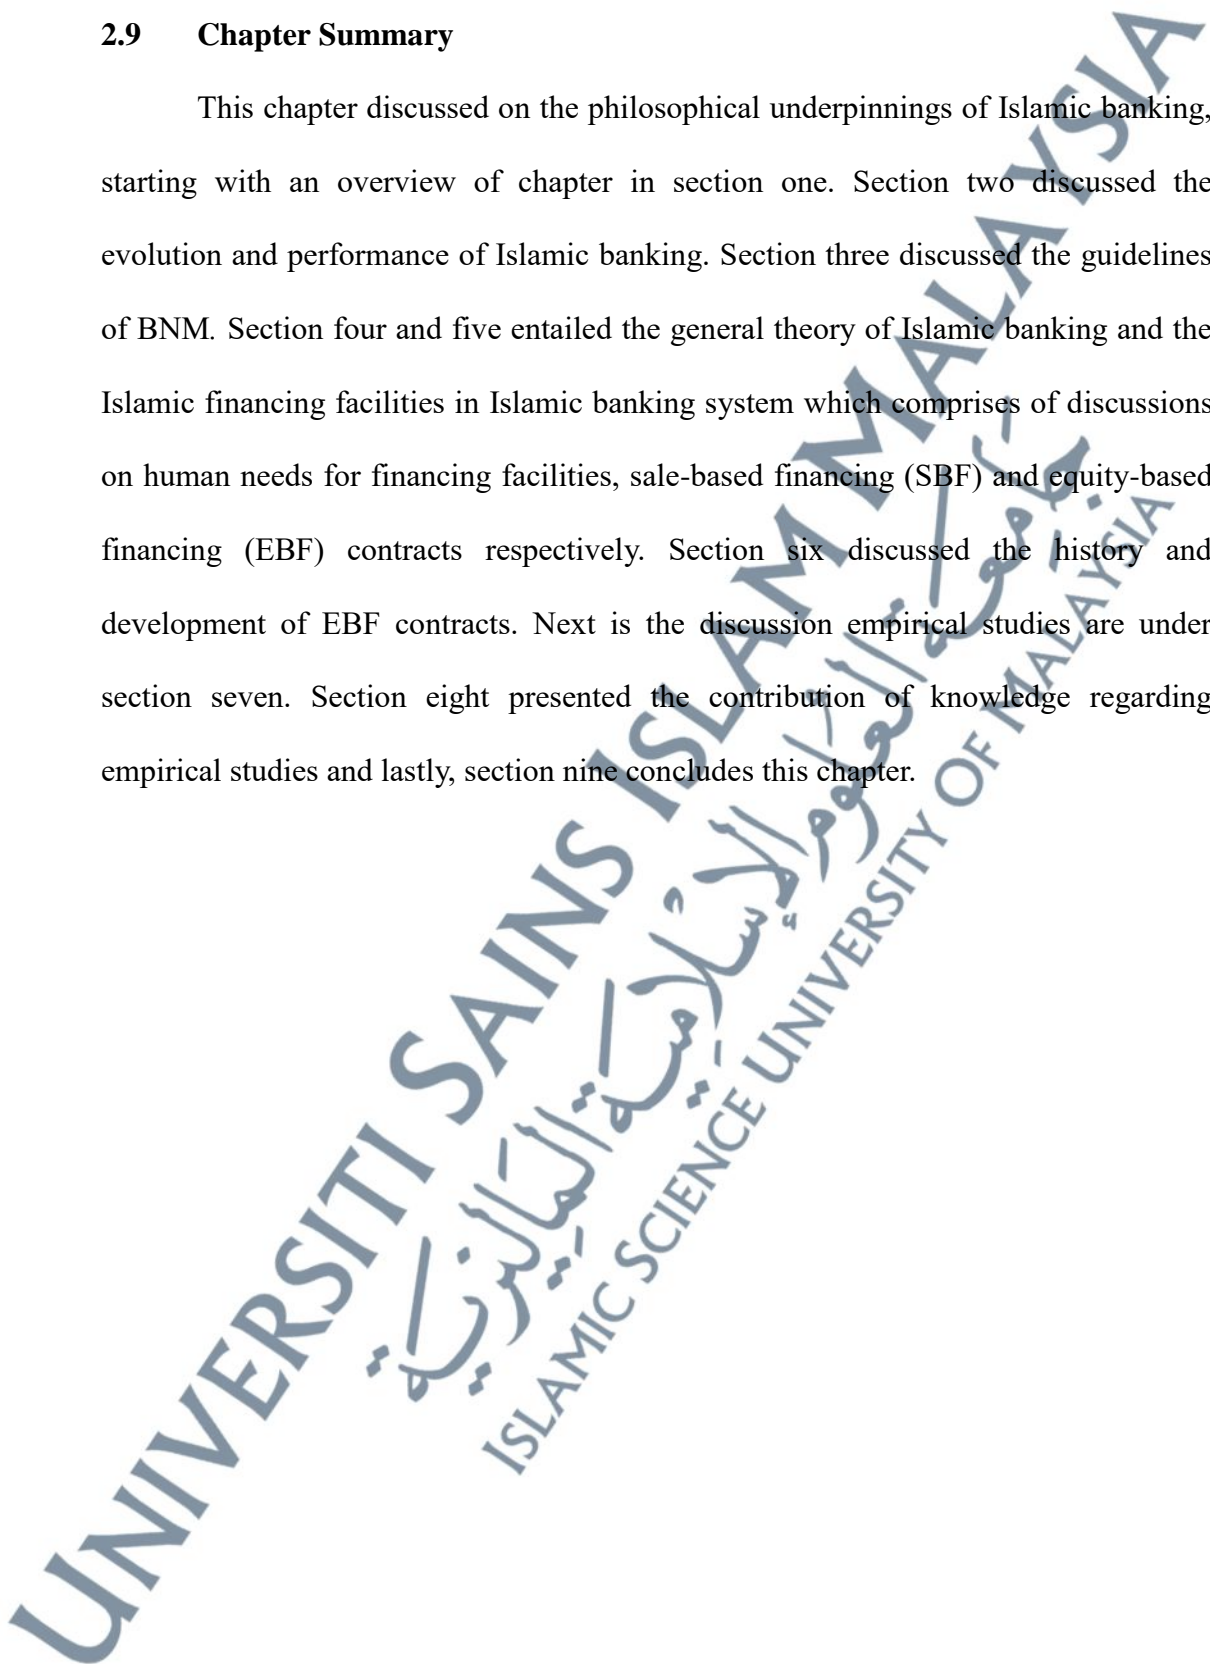 2.9 Chapter Summary
This chapter discussed on the philosophical underpinnings of Islamic banking,
starting with an overview of chapter in section one. Section two discussed the
evolution and performance of Islamic banking. Section three discussed the guidelines
of BNM. Section four and five entailed the general theory of Islamic banking and the
Islamic financing facilities in Islamic banking system which comprises of discussions
on human needs for financing facilities, sale-based financing (SBF) and equity-based
financing (EBF) contracts respectively. Section six discussed the history and
development of EBF contracts. Next is the discussion empirical studies are under
section seven. Section eight presented the contribution of knowledge regarding
empirical studies and lastly, section nine concludes this chapter.
UNIVERSITI SAINS ISLAM MALAYSIA
جامعة العلوم الإسلامية الماليزية
ISLAMIC SCIENCE UNIVERSITY OF MALAYSIA